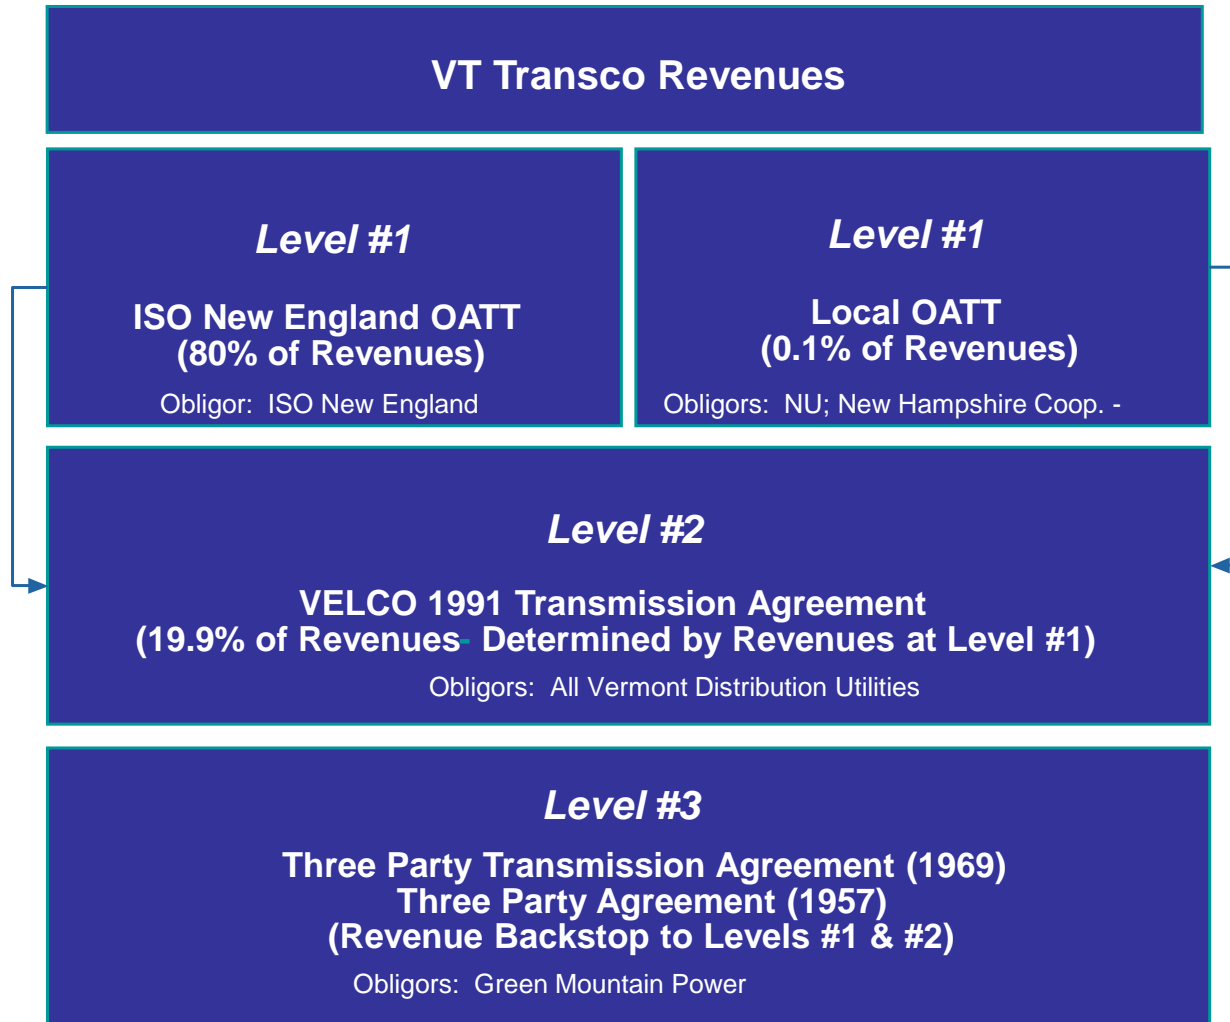 VT Transco Revenues
Level #1
ISO New England OATT
(80% of Revenues)
Obligor: ISO New England
Level #1
Local OATT
(0.1% of Revenues)
Obligors: NU; New Hampshire Coop. -
Level #2
VELCO 1991 Transmission Agreement
(19.9% of Revenues- Determined by Revenues at Level #1)
Obligors: All Vermont Distribution Utilities
Level #3
Three Party Transmission Agreement (1969)
Three Party Agreement (1957)
(Revenue Backstop to Levels #1 & #2)
Obligors: Green Mountain Power